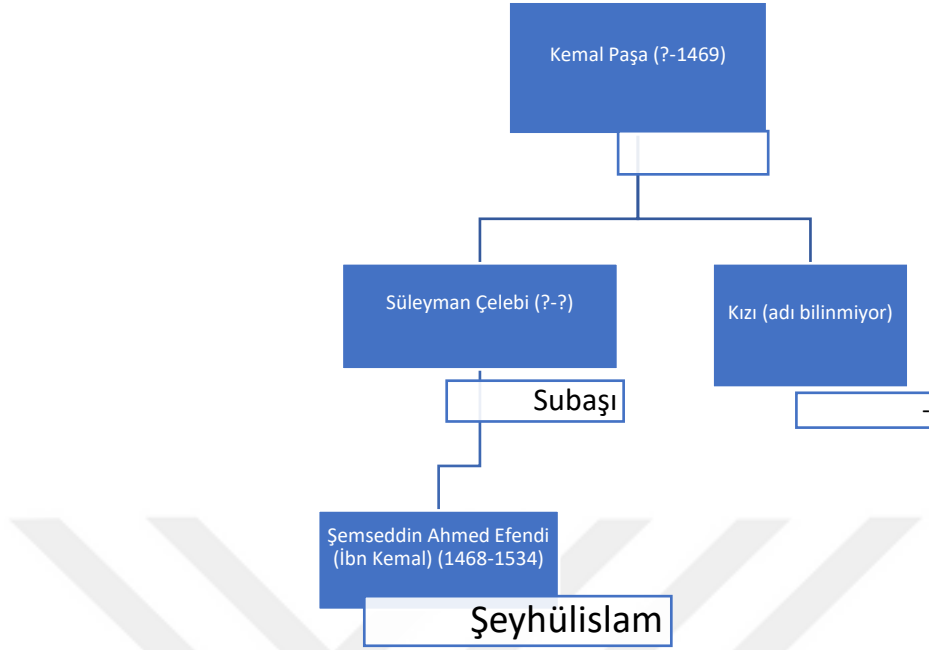 Kemal Paşa (?-1469)
Süleyman Çelebi (?-?)
Kızı (adı bilinmiyor)
Subaşı
-
Şemseddin Ahmed Efendi
(İbn Kemal) (1468-1534)
Şeyhülislam